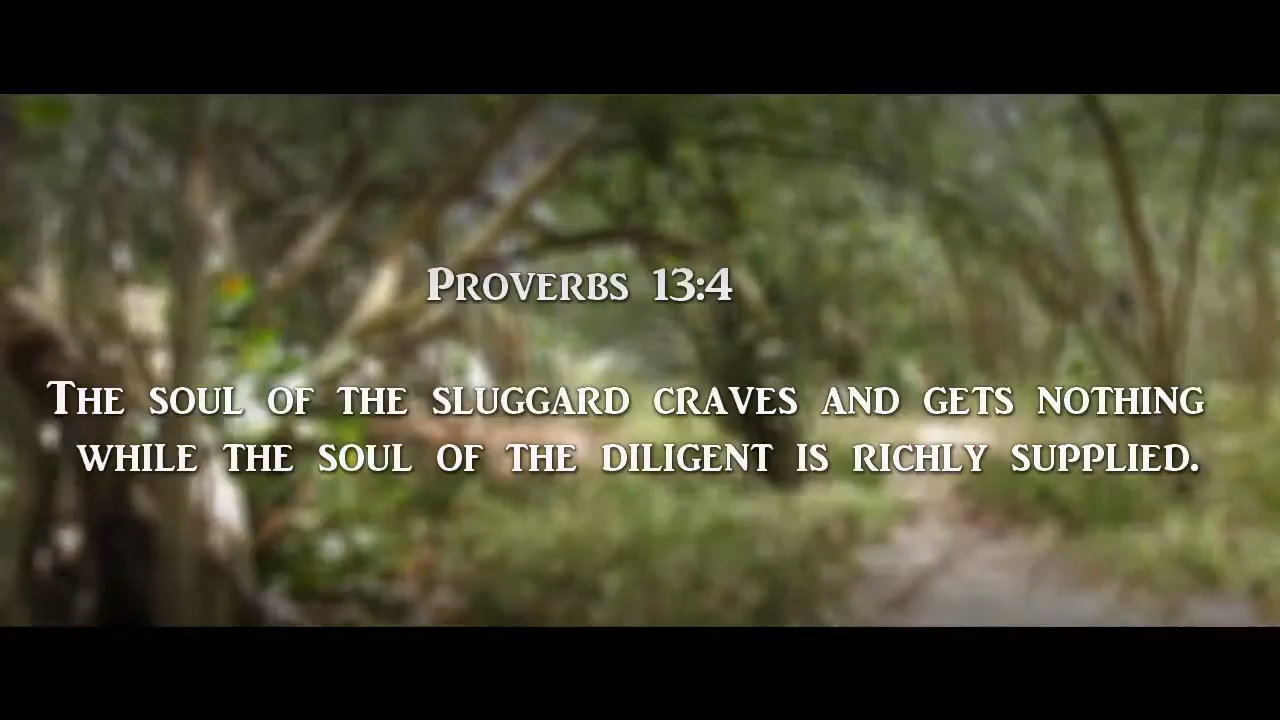 Proverbs 13:4
The soul of the sluggard craves and gets nothing
while the soul of the diligent is richly supplied.